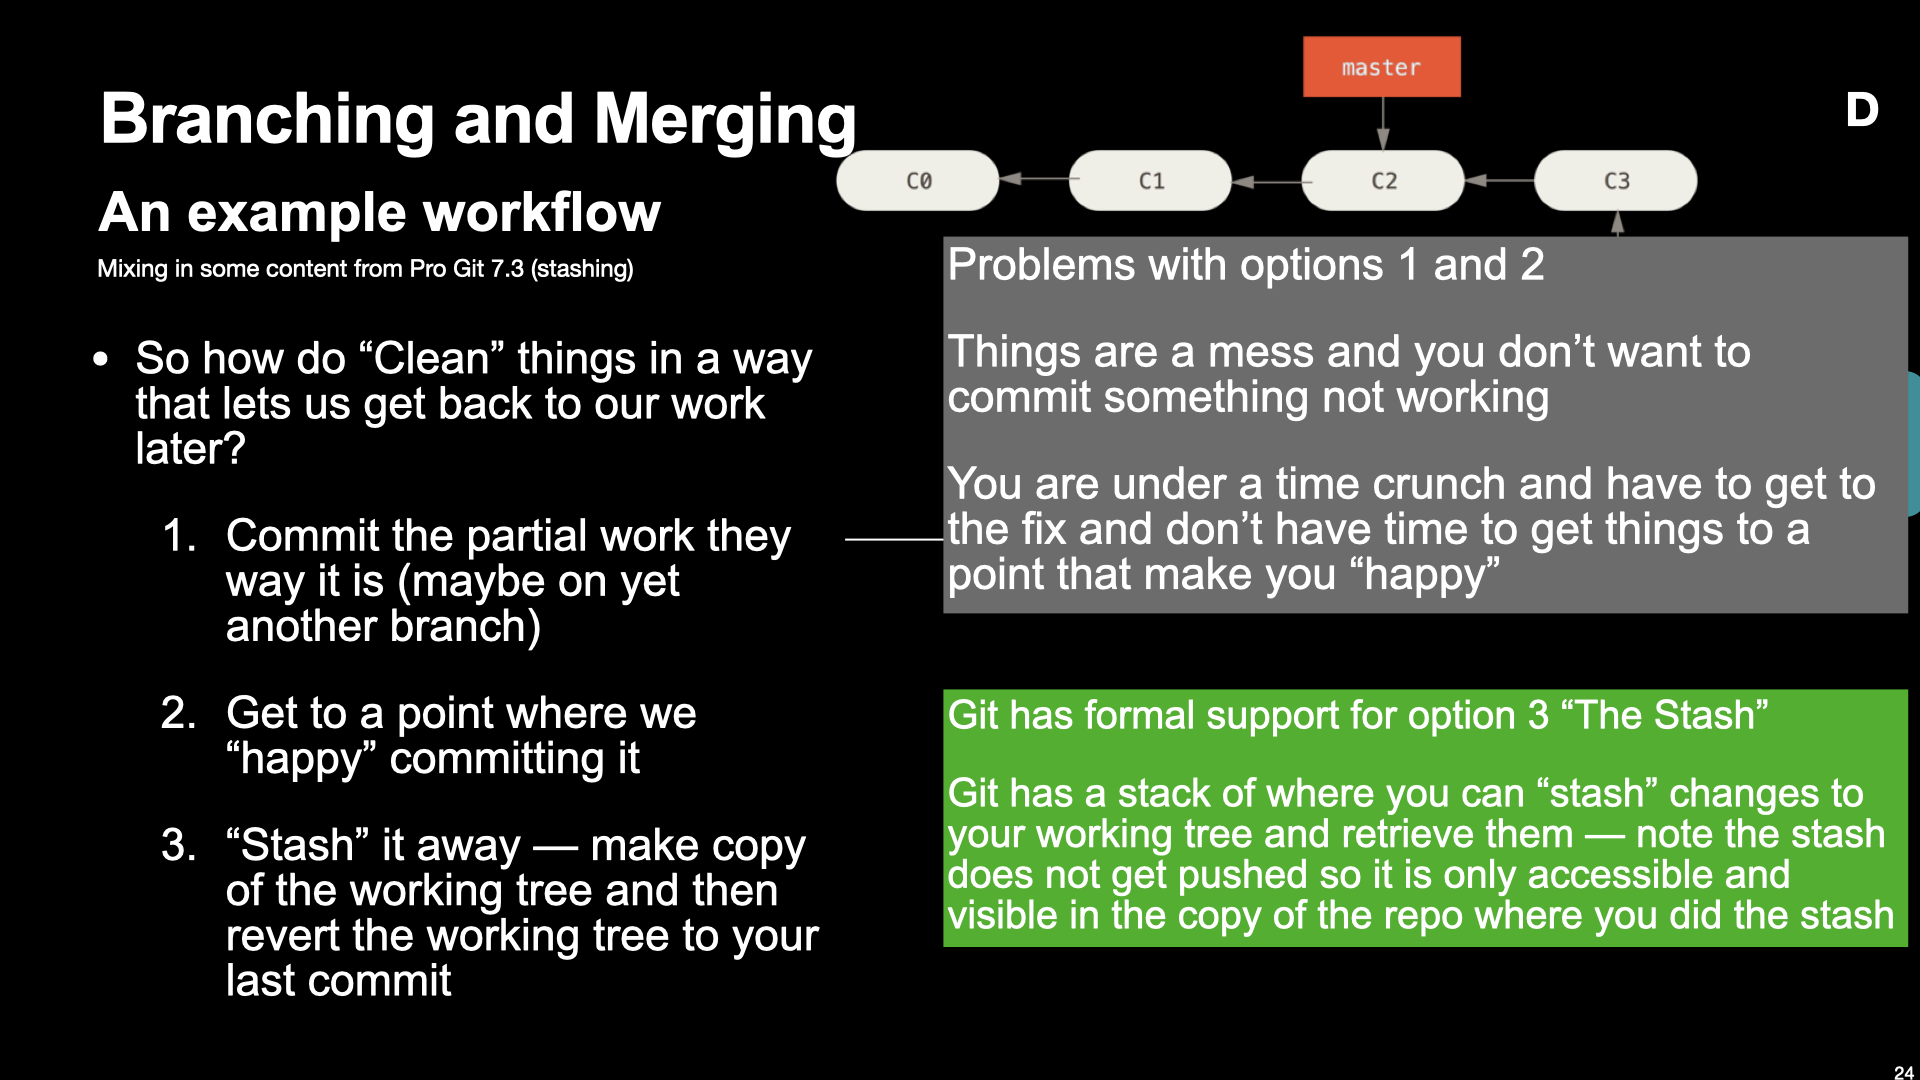 Branching and Merging
An example workflow
Mixing in some content from Pro Git 7.3 (stashing)
master
D
C0
C1
C2
C3
• So how do “Clean” things in a way
that lets us get back to our work
later?
1. Commit the partial work they
way it is (maybe on yet
another branch)
2. Get to a point where we
“happy” committing it
3. “Stash” it away — make copy
of the working tree and then
revert the working tree to your
last commit
Problems with options 1 and 2
Things are a mess and you don’t want to
commit something not working
You are under a time crunch and have to get to
the fix and don’t have time to get things to a
point that make you “happy”
Git has formal support for option 3 “The Stash”
Git has a stack of where you can “stash” changes to
your working tree and retrieve them — note the stash
does not get pushed so it is only accessible and
visible in the copy of the repo where you did the stash
24